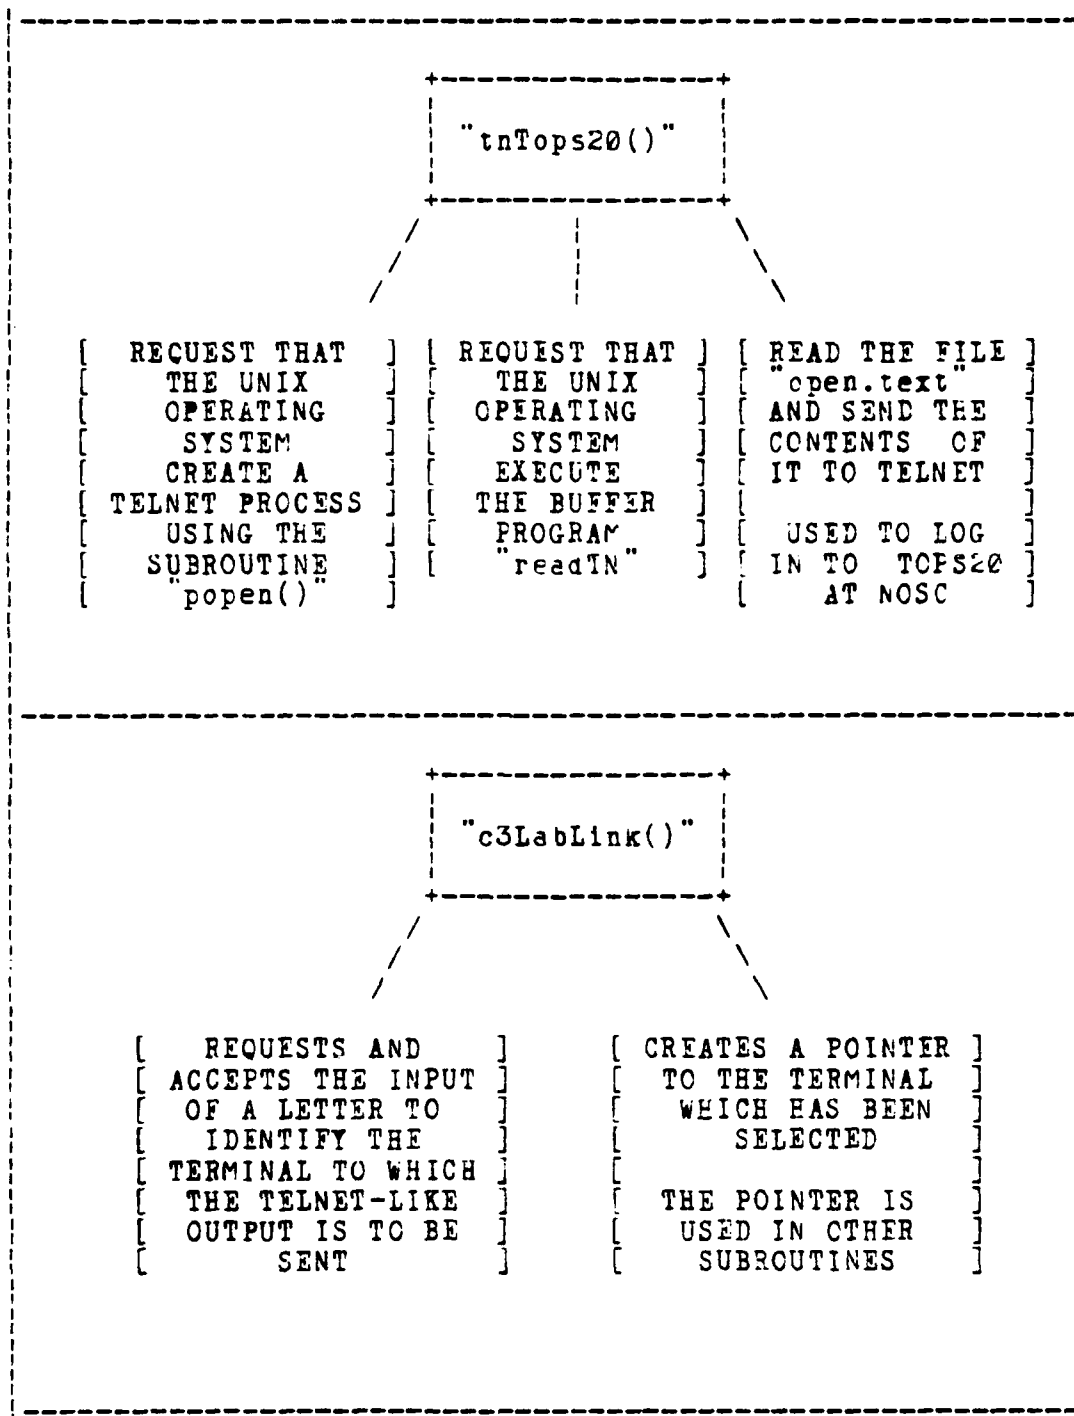 "tnTops20()"
[ REQUEST THAT ] [ REQUEST THAT ] [ READ THE FILE ]
[ THE UNIX ] [ THE UNIX ] [ "open.text" ]
[ OPERATING ] [ OPERATING ] [ AND SEND THE ]
[ SYSTEM ] [ SYSTEM ] [ CONTENTS OF ]
[ CREATE A ] [ EXECUTE ] [ IT TO TELNET ]
[ TELNET PROCESS ] [ THE BUFFER ] [ ]
[ USING THE ] [ PROGRAM ] [ USED TO LOG ]
[ SUBROUTINE ] [ "readTN" ] [ IN TO TOPS20 ]
[ "popen()" ] [ AT NOSC ]
"c3LabLink()"
[ REQUESTS AND ] [ CREATES A POINTER ]
[ ACCEPTS THE INPUT ] [ TO THE TERMINAL ]
[ OF A LETTER TO ] [ WHICH HAS BEEN ]
[ IDENTIFY THE ] [ SELECTED ]
[ TERMINAL TO WHICH ] [ ]
[ THE TELNET-LIKE ] [ THE POINTER IS ]
[ OUTPUT IS TO BE ] [ USED IN OTHER ]
[ SENT ] [ SUBROUTINES ]